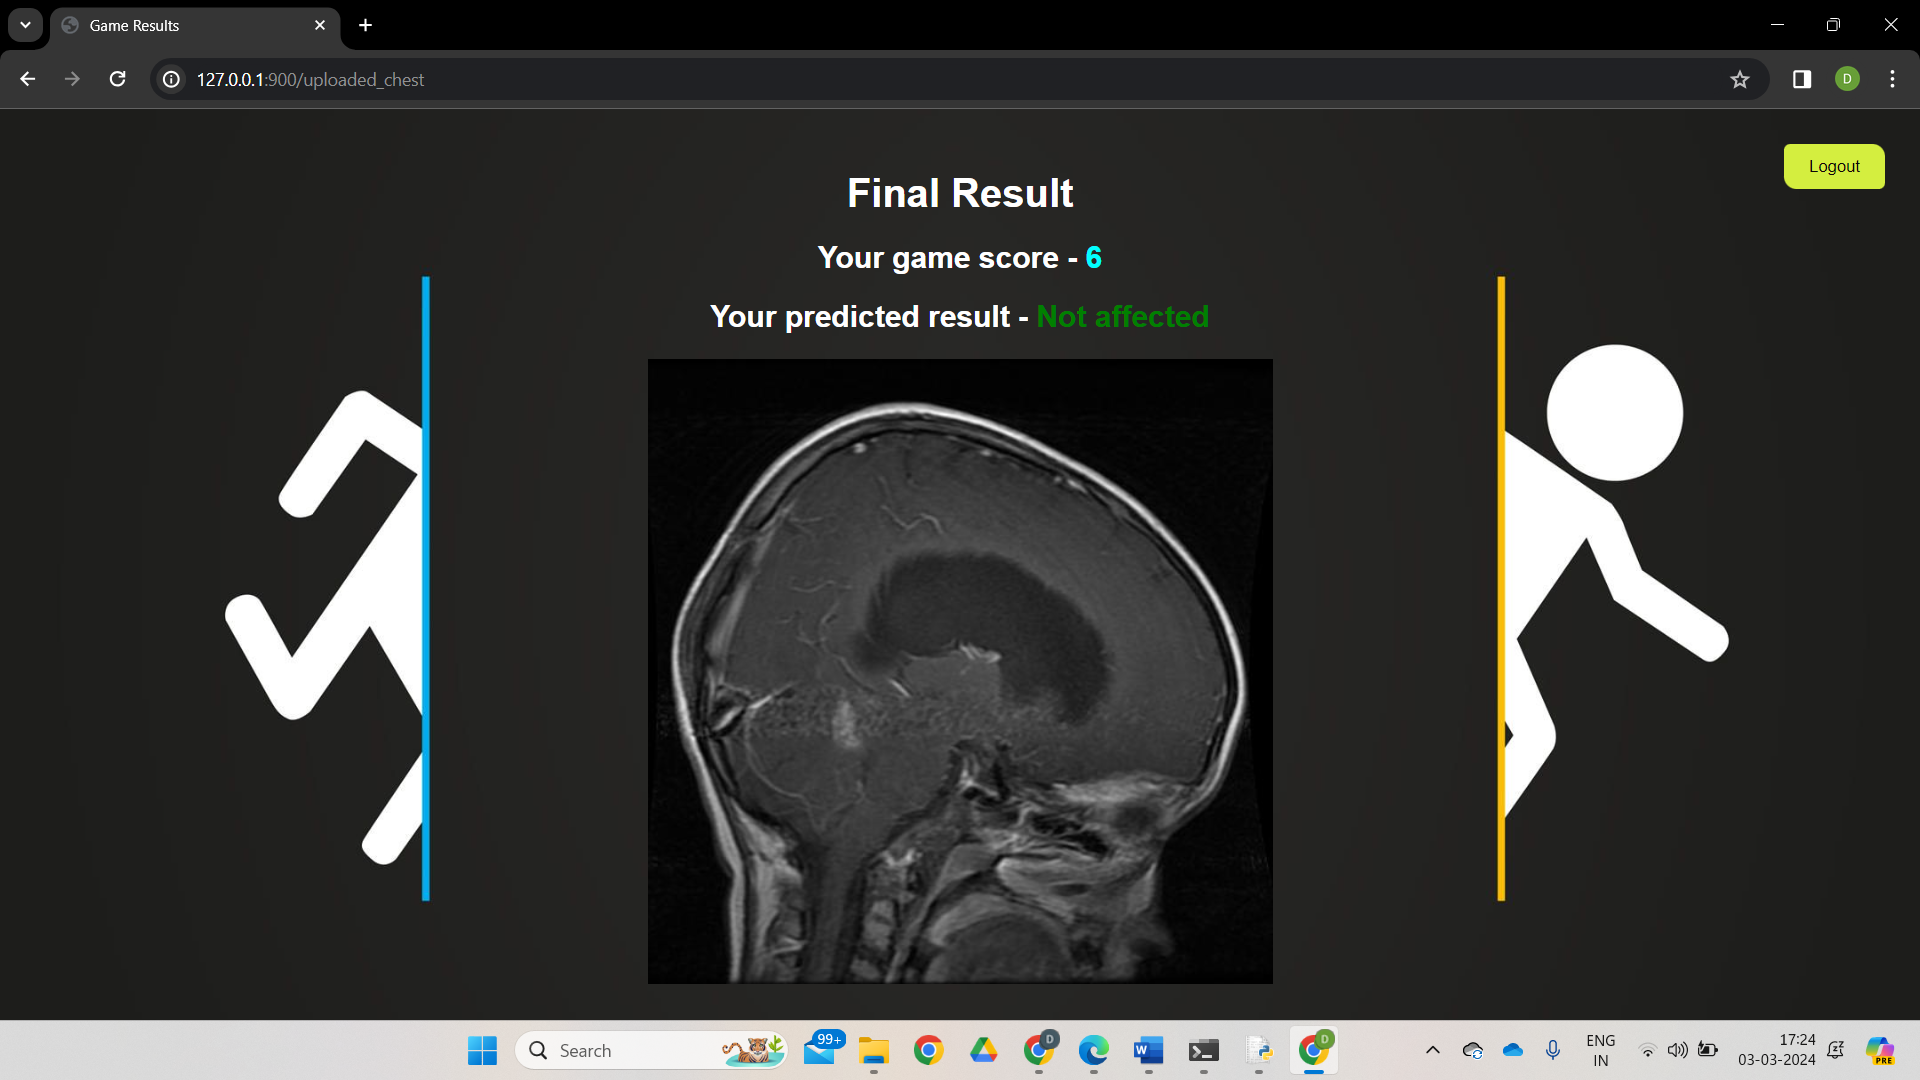 Game Results
127.0.0.1:900/uploaded_chest
D
Logout
Final Result
Your game score - 6
Your predicted result - Not affected
Search
99+
D
W
D
ENG
IN
17:24
03-03-2024
PRE